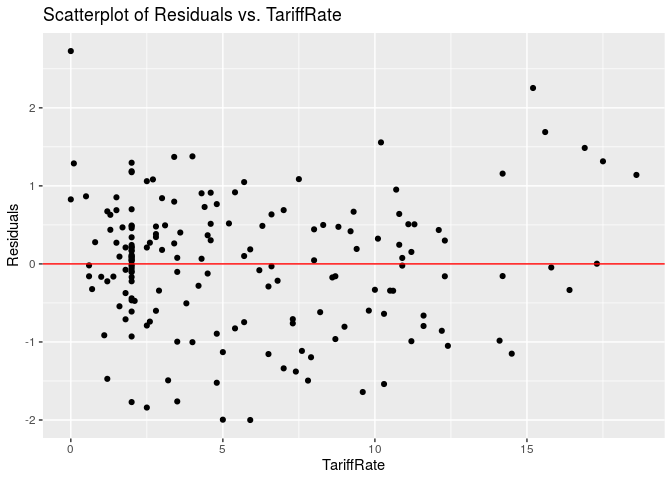 Scatterplot of Residuals vs. TariffRate
Residuals
2
1
0
-1
-2
0 5 10 15
TariffRate